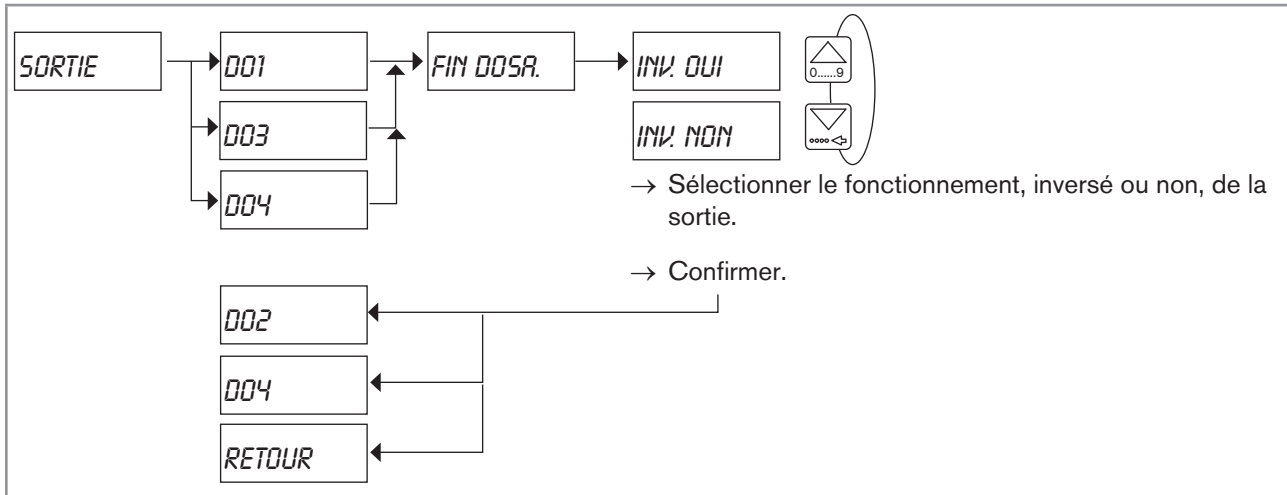 SORTIE
DO1
FIN DOSA.
INV. OUI
0......9
DO3
INV. NON
DO4
→ Sélectionner le fonctionnement, inversé ou non, de la
sortie.
→ Confirmer.
DO2
DO4
RETOUR